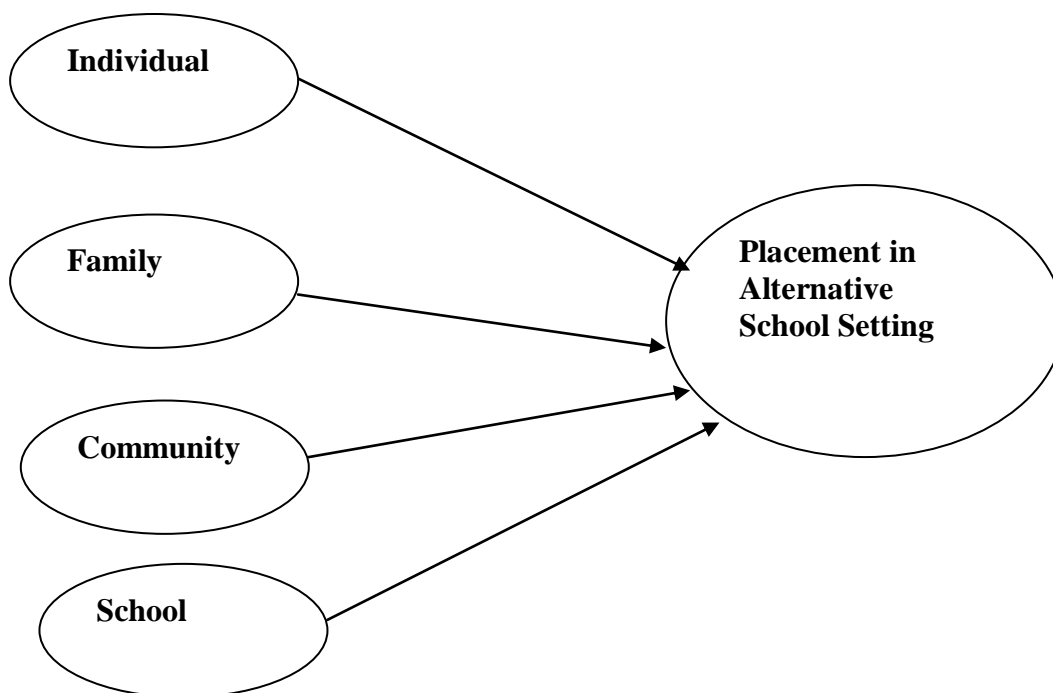 Individual
Family
Placement in
Alternative
School Setting
Community
School